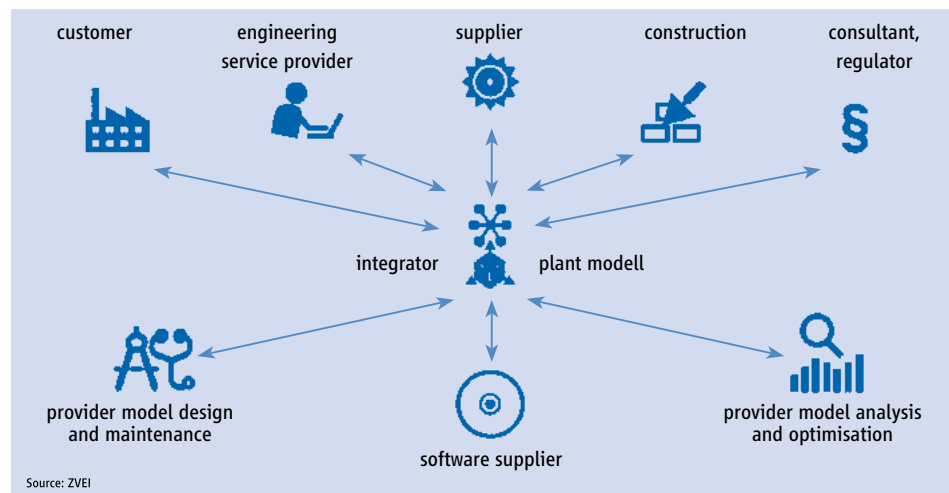 customer
engineering
service provider
supplier
construction
consultant,
regulator
§
integrator
plant modell
provider model design
and maintenance
software supplier
provider model analysis
and optimisation
Source: ZVEI